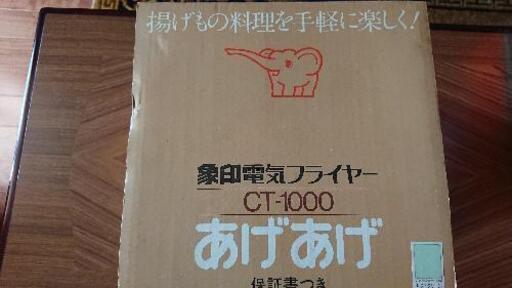 揚げもの料理を手軽に楽しく!
象印電気フライヤー
CT-1000
あげあげ
保証書つき